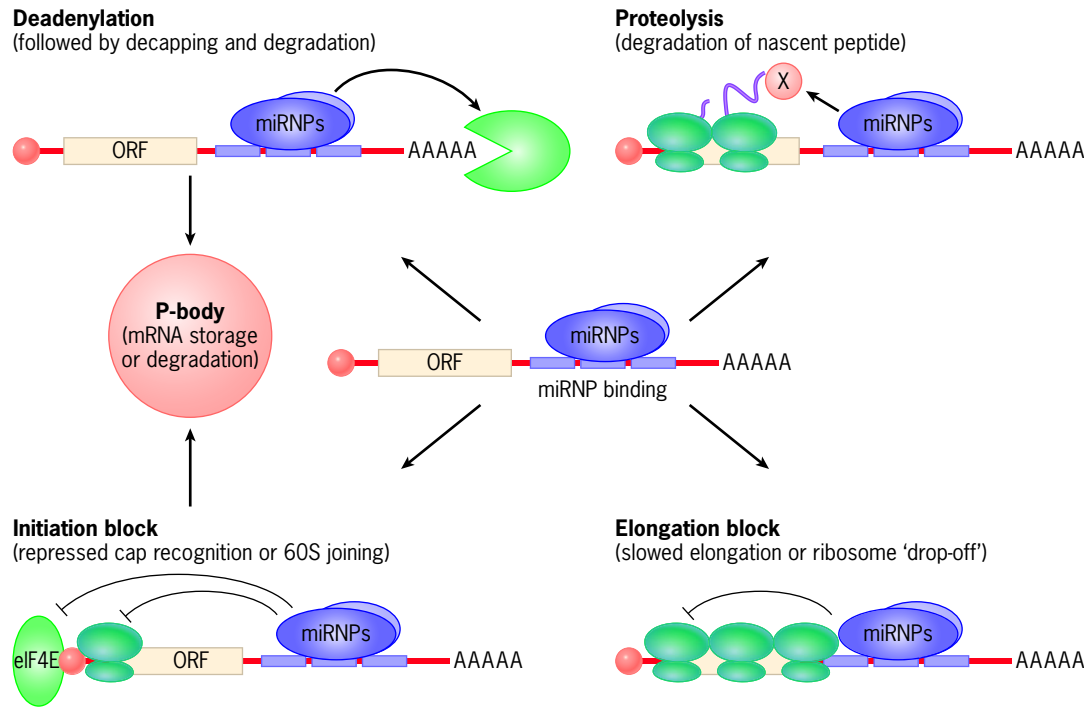 Deadenylation
(followed by decapping and degradation)
miRNPs
ORF
AAAAA
Proteolysis
(degradation of nascent peptide)
X
miRNPs
AAAAA
P-body
(mRNA storage
or degradation)
miRNPs
ORF
AAAAA
miRNP binding
Initiation block
(repressed cap recognition or 60S joining)
eIF4E
ORF
miRNPs
AAAAA
Elongation block
(slowed elongation or ribosome ‘drop-off’)
miRNPs
AAAAA